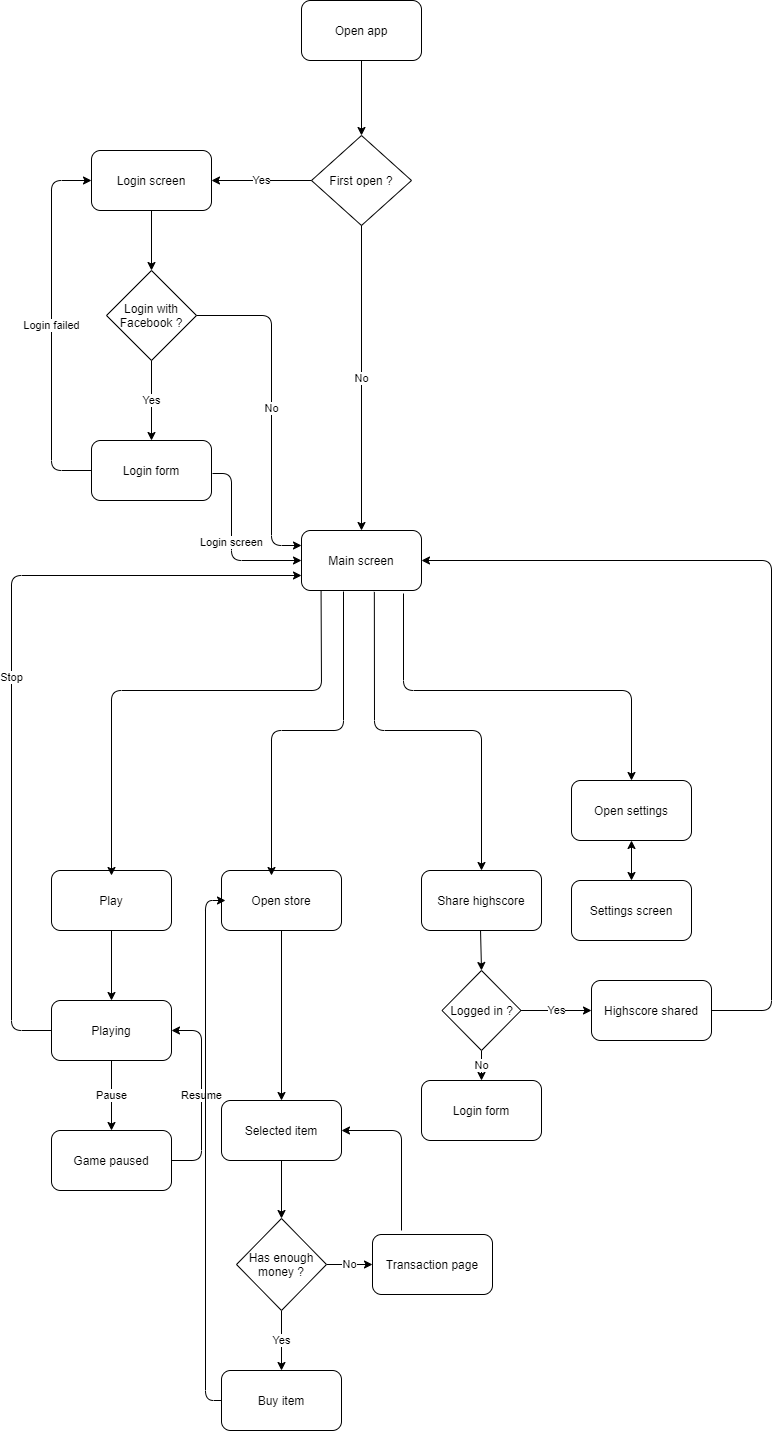 Open app
First open ?
Yes
Login screen
Login with
Facebook ?
Login failed
No
Yes
No
Login form
Login screen
Main screen
Stop
Open settings
Play
Open store
Share highscore
Settings screen
Playing
Logged in ?
Yes
Highscore shared
No
Pause
Resume
Login form
Game paused
Selected item
Has enough
money ?
No
Transaction page
Yes
Buy item